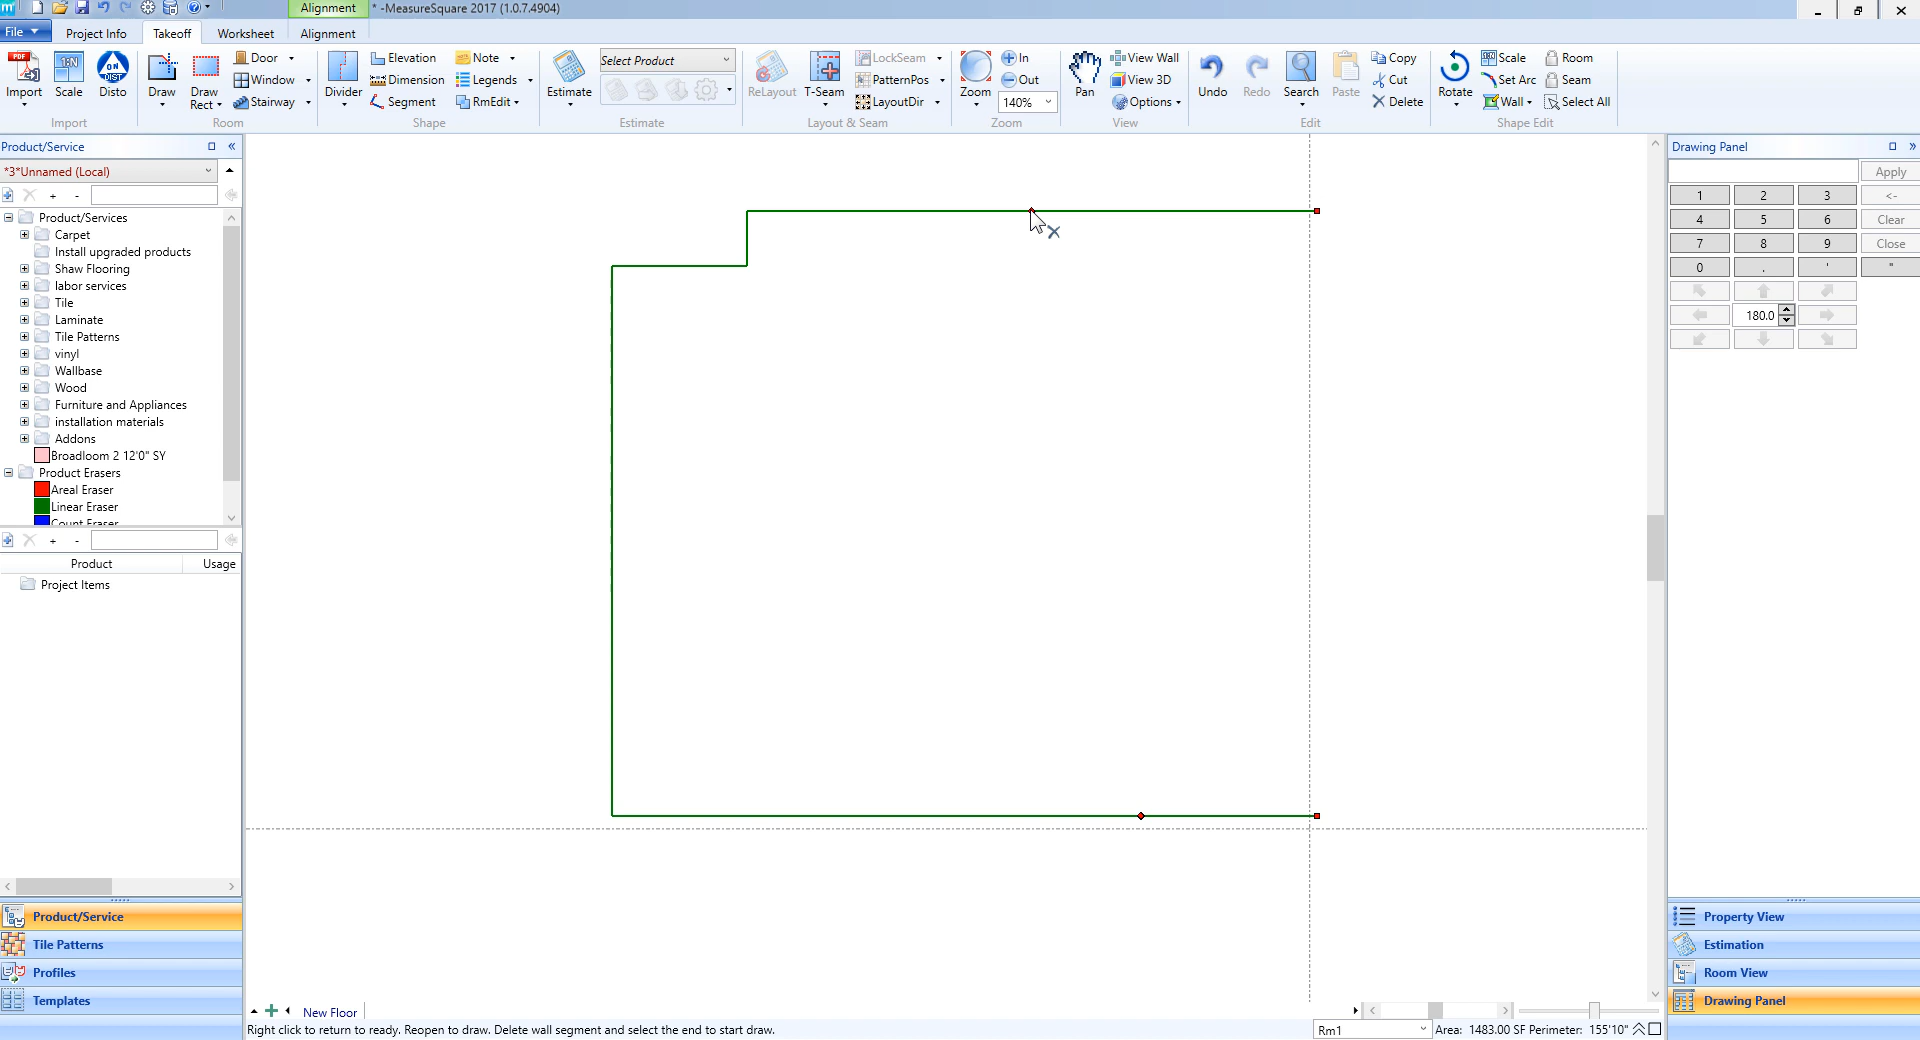 Alignment * -MeasureSquare 2017 (1.0.7.4904)
File Project Info Takeoff Worksheet Alignment
Import Scale Disto
Import
Draw Draw Rect
Door
Window
Stairway
Room
Divider
Elevation
Dimension
Segment
Note
Legends
RmEdit
Shape
Estimate
Select Product
Estimate
ReLayout T-Seam
LockSeam
PatternPos
LayoutDir
Layout & Seam
Zoom
In
Out
140%
Zoom
Pan
View Wall
View 3D
Options
View
Undo Redo Search Paste
Copy
Cut
Delete
Edit
Rotate
Scale
Set Arc
Wall
Room
Seam
Select All
Shape Edit
Product/Service
*3*Unnamed (Local)
+ -
Product/Services
Carpet
Install upgraded products
Shaw Flooring
labor services
Tile
Laminate
Tile Patterns
vinyl
Wallbase
Wood
Furniture and Appliances
installation materials
Addons
Broadloom 2 12'0" SY
Product Erasers
Areal Eraser
Linear Eraser
Count Eraser
+ -
Product Usage
Project Items
Product/Service
Tile Patterns
Profiles
Templates
Drawing Panel
Apply
1 2 3 <-
4 5 6 Clear
7 8 9 Close
0 . ' "
180.0
Property View
Estimation
Room View
Drawing Panel
New Floor
Right click to return to ready. Reopen to draw. Delete wall segment and select the end to start draw.
Rm1 Area: 1483.00 SF Perimeter: 155'10"